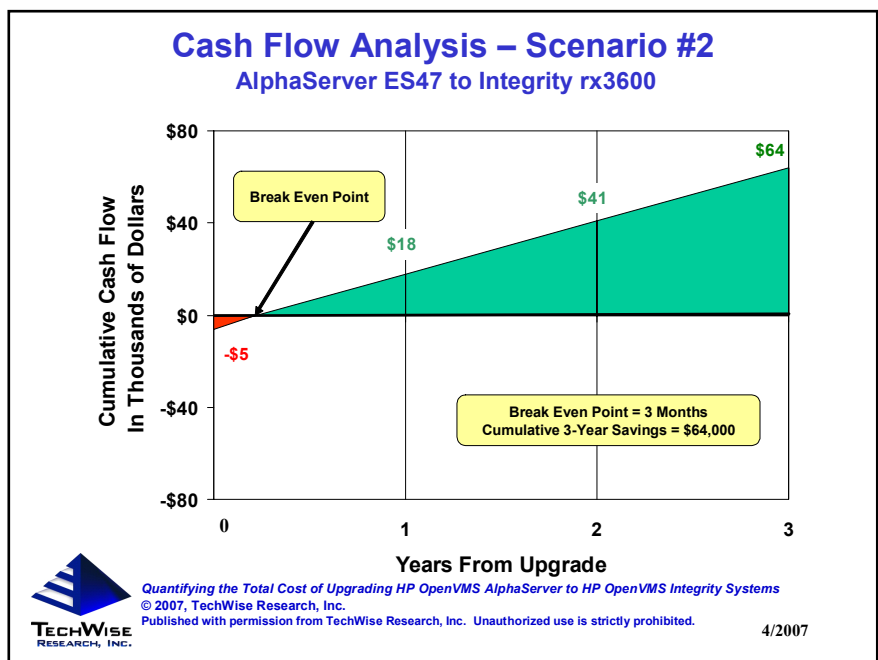 Cash Flow Analysis – Scenario #2
AlphaServer ES47 to Integrity rx3600
Cumulative Cash Flow
In Thousands of Dollars
$80
$40
$0
-$40
-$80
Break Even Point
-$5
$18
$41
$64
Break Even Point = 3 Months
Cumulative 3-Year Savings = $64,000
0
1
2
3
Years From Upgrade
TECHWISE
RESEARCH, INC.
Quantifying the Total Cost of Upgrading HP OpenVMS AlphaServer to HP OpenVMS Integrity Systems
© 2007, TechWise Research, Inc.
Published with permission from TechWise Research, Inc.  Unauthorized use is strictly prohibited.
4/2007